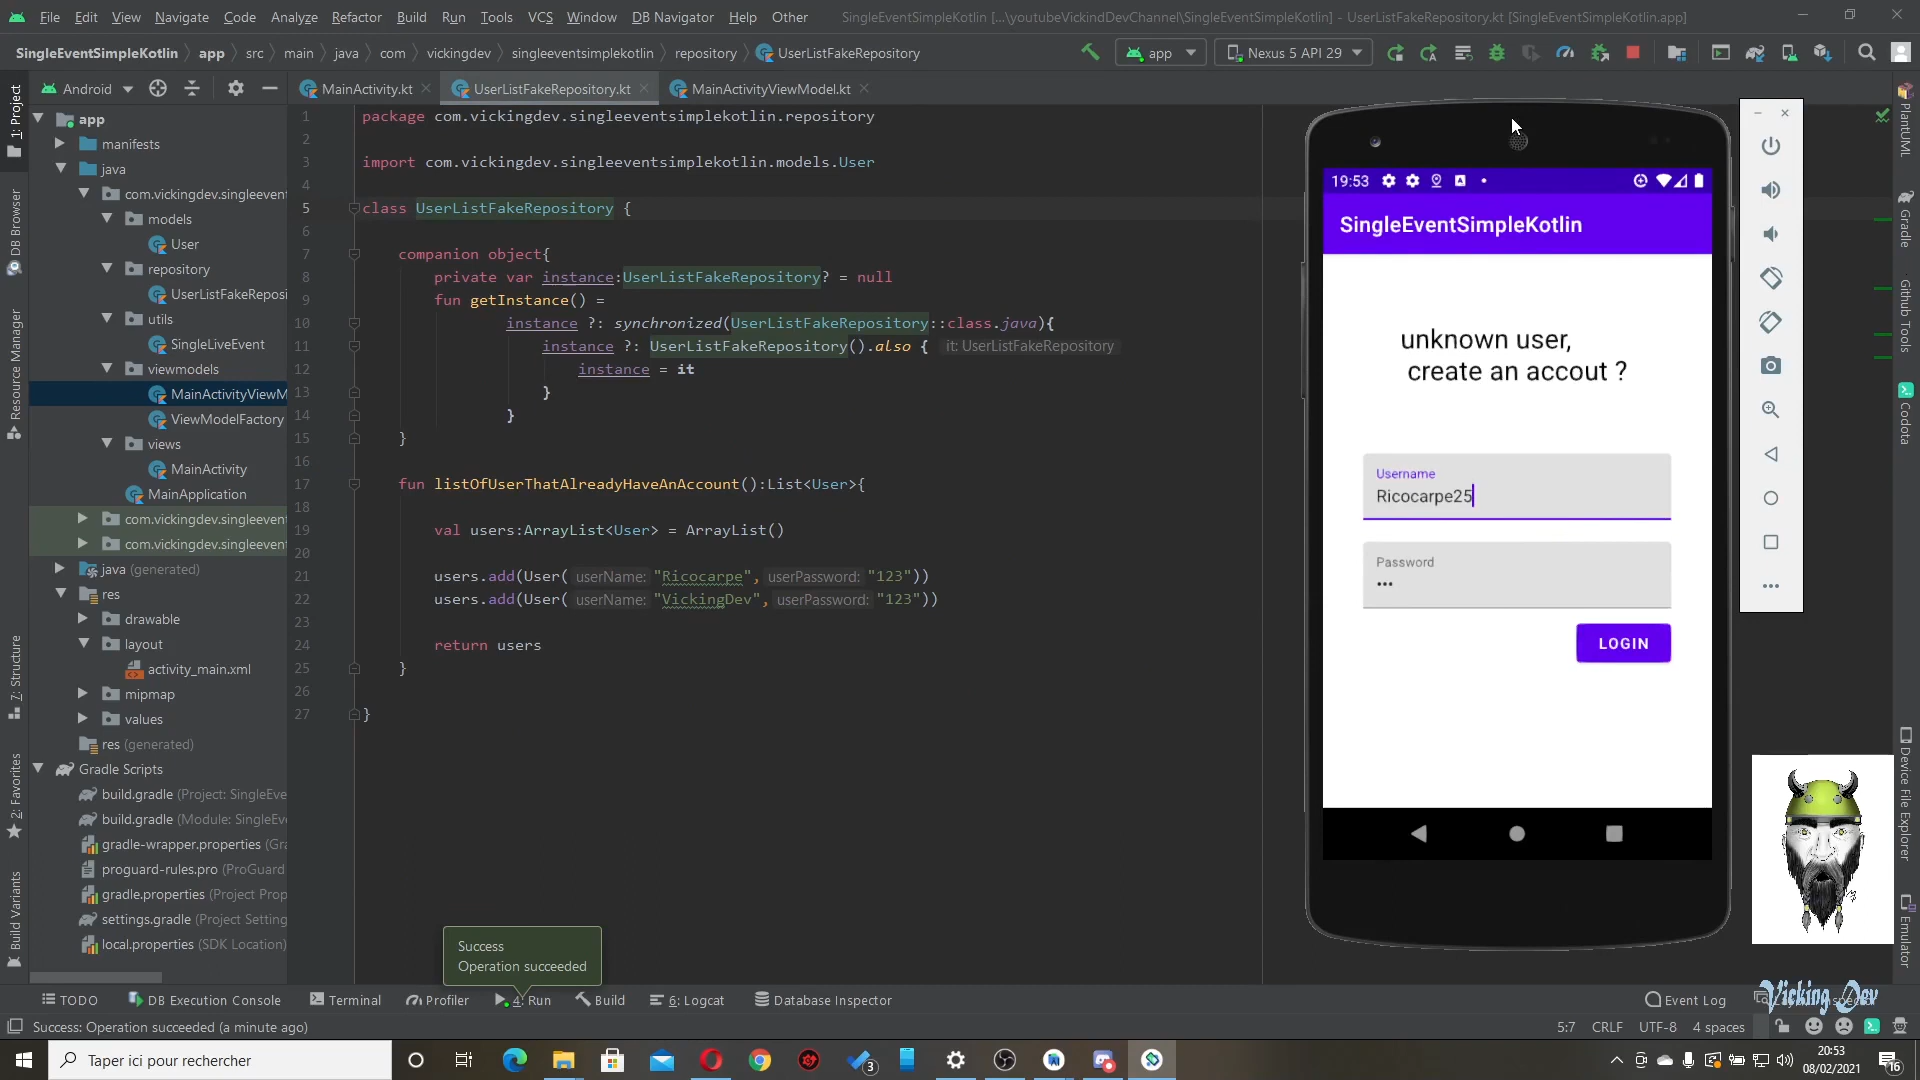 File Edit View Navigate Code Analyze Refactor Build Run Tools VCS Window DB Navigator Help Other SingleEventSimpleKotlin [...\youtubeVickindDevChannel\SingleEventSimpleKotlin] - UserListFakeRepository.kt [SingleEventSimpleKotlin.app]
SingleEventSimpleKotlin app src main java com vickingdev singleeventsimplekotlin repository UserListFakeRepository app Nexus 5 API 29
Android MainActivity.kt UserListFakeRepository.kt MainActivityViewModel.kt
1: Project
DB Browser
Resource Manager
7: Structure
2: Favorites
Build Variants
app
manifests
java
com.vickingdev.singleevent
models
User
repository
UserListFakeReposi
utils
SingleLiveEvent
viewmodels
MainActivityViewM
ViewModelFactory
views
MainActivity
MainApplication
com.vickingdev.singleevent
com.vickingdev.singleevent
java (generated)
res
drawable
layout
activity_main.xml
mipmap
values
res (generated)
Gradle Scripts
build.gradle (Project: SingleEve
build.gradle (Module: SingleEv
gradle-wrapper.properties (Gra
proguard-rules.pro (ProGuard
gradle.properties (Project Prop
settings.gradle (Project Setting
local.properties (SDK Location)
1 package com.vickingdev.singleeventsimplekotlin.repository
2
3 import com.vickingdev.singleeventsimplekotlin.models.User
4
5 class UserListFakeRepository {
6
7 companion object{
8 private var instance:UserListFakeRepository? = null
9 fun getInstance() =
10 instance ?: synchronized(UserListFakeRepository::class.java){
11 instance ?: UserListFakeRepository().also { it: UserListFakeRepository
12 instance = it
13 }
14 }
15 }
16
17 fun listOfUserThatAlreadyHaveAnAccount():List<User>{
18
19 val users:ArrayList<User> = ArrayList()
20
21 users.add(User( userName: "Ricocarpe", userPassword: "123"))
22 users.add(User( userName: "VickingDev", userPassword: "123"))
23
24 return users
25 }
26
27 }
19:53
SingleEventSimpleKotlin
unknown user,
create an accout ?
Username
Ricocarpe25
Password
•••
LOGIN
PlantUML
Gradle
Github Tools
Codota
Device File Explorer
Emulator
Success
Operation succeeded
TODO DB Execution Console Terminal Profiler 4: Run Build 6: Logcat Database Inspector Event Log
Vicking Dev
Success: Operation succeeded (a minute ago) 5:7 CRLF UTF-8 4 spaces
Taper ici pour rechercher 3 20:53
08/02/2021 16